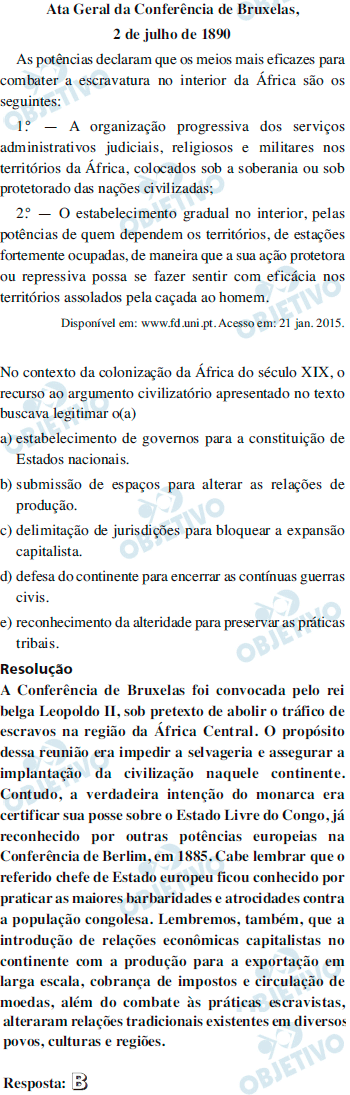 Ata Geral da Conferência de Bruxelas,
2 de julho de 1890
As potências declaram que os meios mais eficazes para
combater a escravatura no interior da África são os
seguintes:
1.º — A organização progressiva dos serviços
administrativos judiciais, religiosos e militares nos
territórios da África, colocados sob a soberania ou sob
protetorado das nações civilizadas;
2.º — O estabelecimento gradual no interior, pelas
potências de quem dependem os territórios, de estações
fortemente ocupadas, de maneira que a sua ação protetora
ou repressiva possa se fazer sentir com eficácia nos
territórios assolados pela caçada ao homem.
Disponível em: www.fd.uni.pt. Acesso em: 21 jan. 2015.
No contexto da colonização da África do século XIX, o
recurso ao argumento civilizatório apresentado no texto
buscava legitimar o(a)
a) estabelecimento de governos para a constituição de
Estados nacionais.
b) submissão de espaços para alterar as relações de
produção.
c) delimitação de jurisdições para bloquear a expansão
capitalista.
d) defesa do continente para encerrar as contínuas guerras
civis.
e) reconhecimento da alteridade para preservar as práticas
tribais.
Resolução
A Conferência de Bruxelas foi convocada pelo rei
belga Leopoldo II, sob pretexto de abolir o tráfico de
escravos na região da África Central. O propósito
dessa reunião era impedir a selvageria e assegurar a
implantação da civilização naquele continente.
Contudo, a verdadeira intenção do monarca era
certificar sua posse sobre o Estado Livre do Congo, já
reconhecido por outras potências europeias na
Conferência de Berlim, em 1885. Cabe lembrar que o
referido chefe de Estado europeu ficou conhecido por
praticar as maiores barbaridades e atrocidades contra
a população congolesa. Lembremos, também, que a
introdução de relações econômicas capitalistas no
continente com a produção para a exportação em
larga escala, cobrança de impostos e circulação de
moedas, além do combate às práticas escravistas,
alteraram relações tradicionais existentes em diversos
povos, culturas e regiões.
Resposta: B
OBJETIVO
OBJETIVO
OBJETIVO
OBJETIVO
OBJETIVO
OBJETIVO
OBJETIVO
OBJETIVO
OBJETIVO
OBJETIVO
OBJETIVO